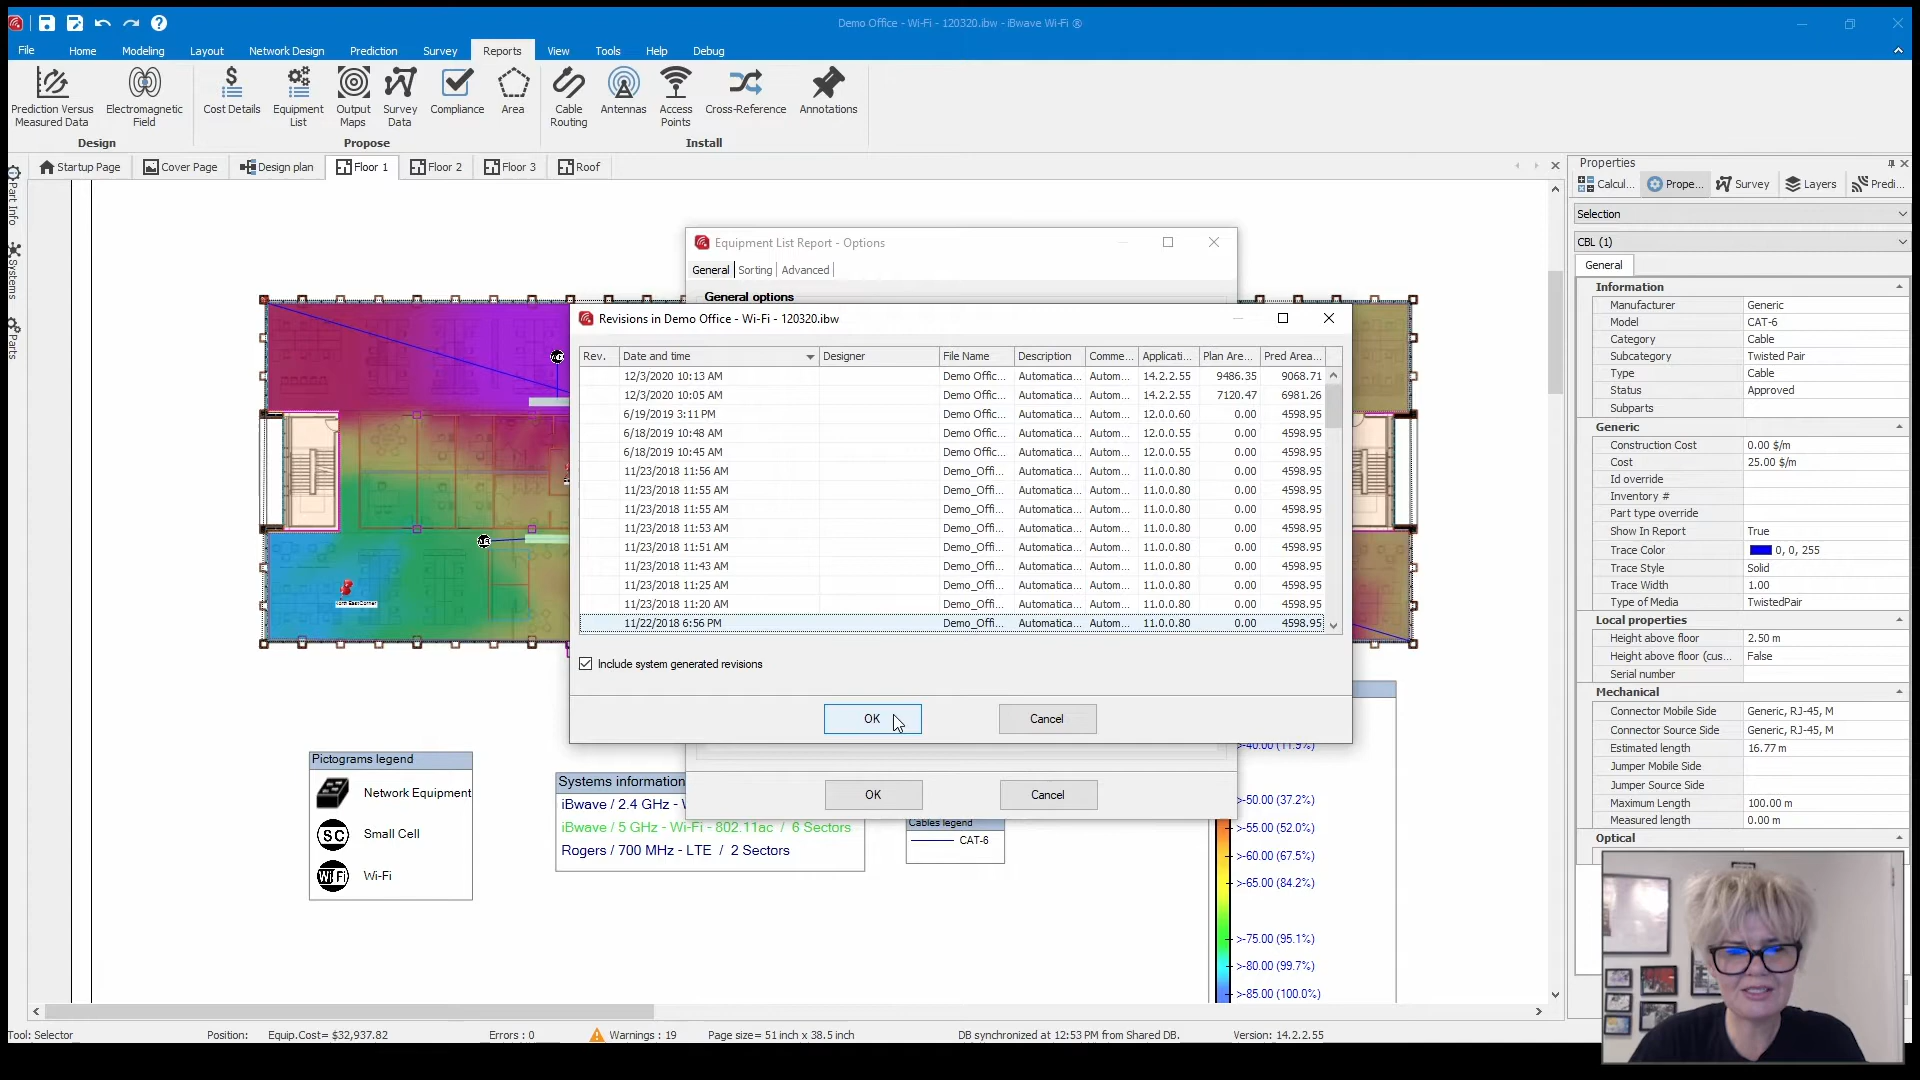 Demo Office - Wi-Fi - 120320.ibw - iBwave Wi-Fi ®
File Home Modeling Layout Network Design Prediction Survey Reports View Tools Help Debug
Prediction Versus Measured Data
Electromagnetic Field
Cost Details
Equipment List
Output Maps
Survey Data
Compliance
Area
Cable Routing
Antennas
Access Points
Cross-Reference
Annotations
Design Propose Install
Startup Page Cover Page Design plan Floor 1 Floor 2 Floor 3 Roof
Part Info
Systems
Parts
Equipment List Report - Options
General Sorting Advanced
General options
Revisions in Demo Office - Wi-Fi - 120320.ibw
Rev. Date and time Designer File Name Description Comme... Applicati... Plan Are... Pred Area...
12/3/2020 10:13 AM Demo Offic... Automatica... Autom... 14.2.2.55 9486.35 9068.71
12/3/2020 10:05 AM Demo Offic... Automatica... Autom... 14.2.2.55 7120.47 6981.26
6/19/2019 3:11 PM Demo Offic... Automatica... Autom... 12.0.0.60 0.00 4598.95
6/18/2019 10:48 AM Demo Offic... Automatica... Autom... 12.0.0.55 0.00 4598.95
6/18/2019 10:45 AM Demo Offic... Automatica... Autom... 12.0.0.55 0.00 4598.95
11/23/2018 11:56 AM Demo_Offi... Automatica... Autom... 11.0.0.80 0.00 4598.95
11/23/2018 11:55 AM Demo_Offi... Automatica... Autom... 11.0.0.80 0.00 4598.95
11/23/2018 11:55 AM Demo_Offi... Automatica... Autom... 11.0.0.80 0.00 4598.95
11/23/2018 11:53 AM Demo_Offi... Automatica... Autom... 11.0.0.80 0.00 4598.95
11/23/2018 11:51 AM Demo_Offi... Automatica... Autom... 11.0.0.80 0.00 4598.95
11/23/2018 11:43 AM Demo_Offi... Automatica... Autom... 11.0.0.80 0.00 4598.95
11/23/2018 11:25 AM Demo_Offi... Automatica... Autom... 11.0.0.80 0.00 4598.95
11/23/2018 11:20 AM Demo_Offi... Automatica... Autom... 11.0.0.80 0.00 4598.95
11/22/2018 6:56 PM Demo_Offi... Automatica... Autom... 11.0.0.80 0.00 4598.95
Include system generated revisions
OK Cancel
OK Cancel
North East Corner
Pictograms legend
Network Equipment
SC Small Cell
WiFi Wi-Fi
Systems information
iBwave / 2.4 GHz -
iBwave / 5 GHz - Wi-Fi - 802.11ac / 6 Sectors
Rogers / 700 MHz - LTE / 2 Sectors
Cables legend
CAT-6
>-40.00 (11.9%)
>-50.00 (37.2%)
>-55.00 (52.0%)
>-60.00 (67.5%)
>-65.00 (84.2%)
>-75.00 (95.1%)
>-80.00 (99.7%)
>-85.00 (100.0%)
Properties
Calcul... Prope... Survey Layers Predi...
Selection
CBL (1)
General
Information
Manufacturer Generic
Model CAT-6
Category Cable
Subcategory Twisted Pair
Type Cable
Status Approved
Subparts
Generic
Construction Cost 0.00 $/m
Cost 25.00 $/m
Id override
Inventory #
Part type override
Show In Report True
Trace Color 0, 0, 255
Trace Style Solid
Trace Width 1.00
Type of Media TwistedPair
Local properties
Height above floor 2.50 m
Height above floor (cus... False
Serial number
Mechanical
Connector Mobile Side Generic, RJ-45, M
Connector Source Side Generic, RJ-45, M
Estimated length 16.77 m
Jumper Mobile Side
Jumper Source Side
Maximum Length 100.00 m
Measured length 0.00 m
Optical
Tool: Selector Position: Equip.Cost= $32,937.82 Errors : 0 Warnings : 19 Page size= 51 inch x 38.5 inch DB synchronized at 12:53 PM from Shared DB. Version: 14.2.2.55